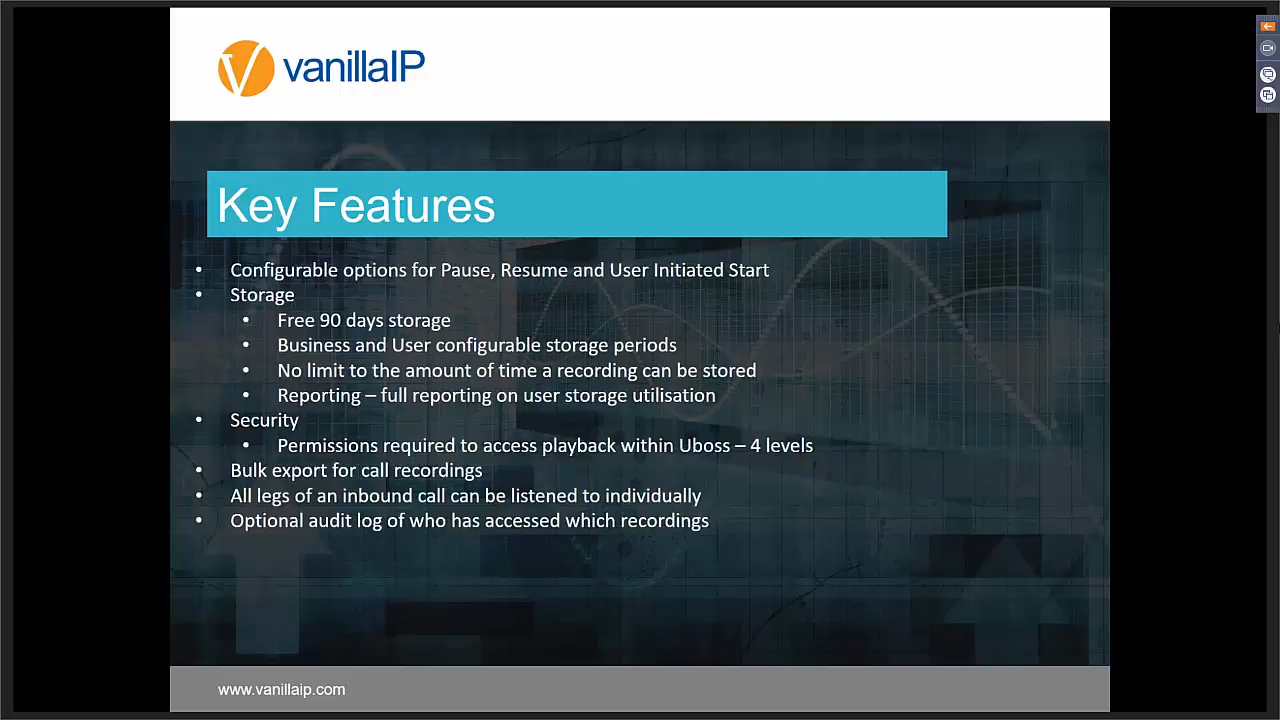 vanillaIP
Key Features
• Configurable options for Pause, Resume and User Initiated Start
• Storage
• Free 90 days storage
• Business and User configurable storage periods
• No limit to the amount of time a recording can be stored
• Reporting – full reporting on user storage utilisation
• Security
• Permissions required to access playback within Uboss – 4 levels
• Bulk export for call recordings
• All legs of an inbound call can be listened to individually
• Optional audit log of who has accessed which recordings
www.vanillaip.com